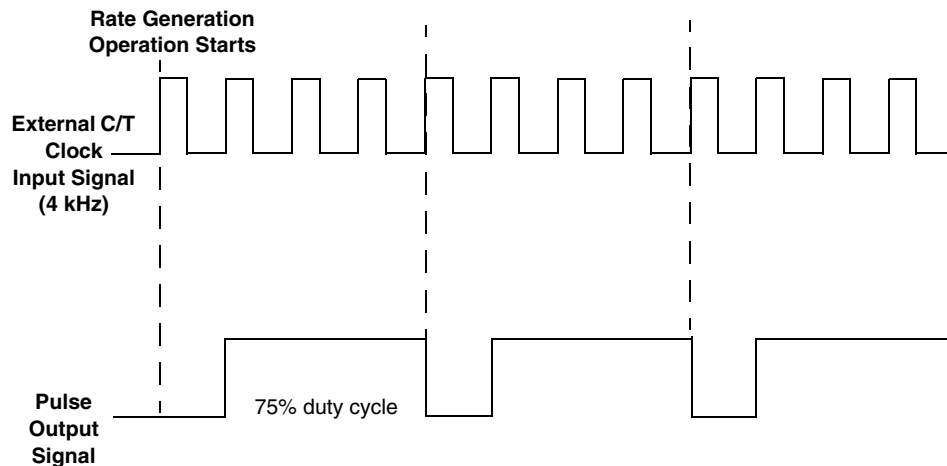 Rate Generation
Operation Starts
External C/T
Clock
Input Signal
(4 kHz)
75% duty cycle
Pulse
Output
Signal